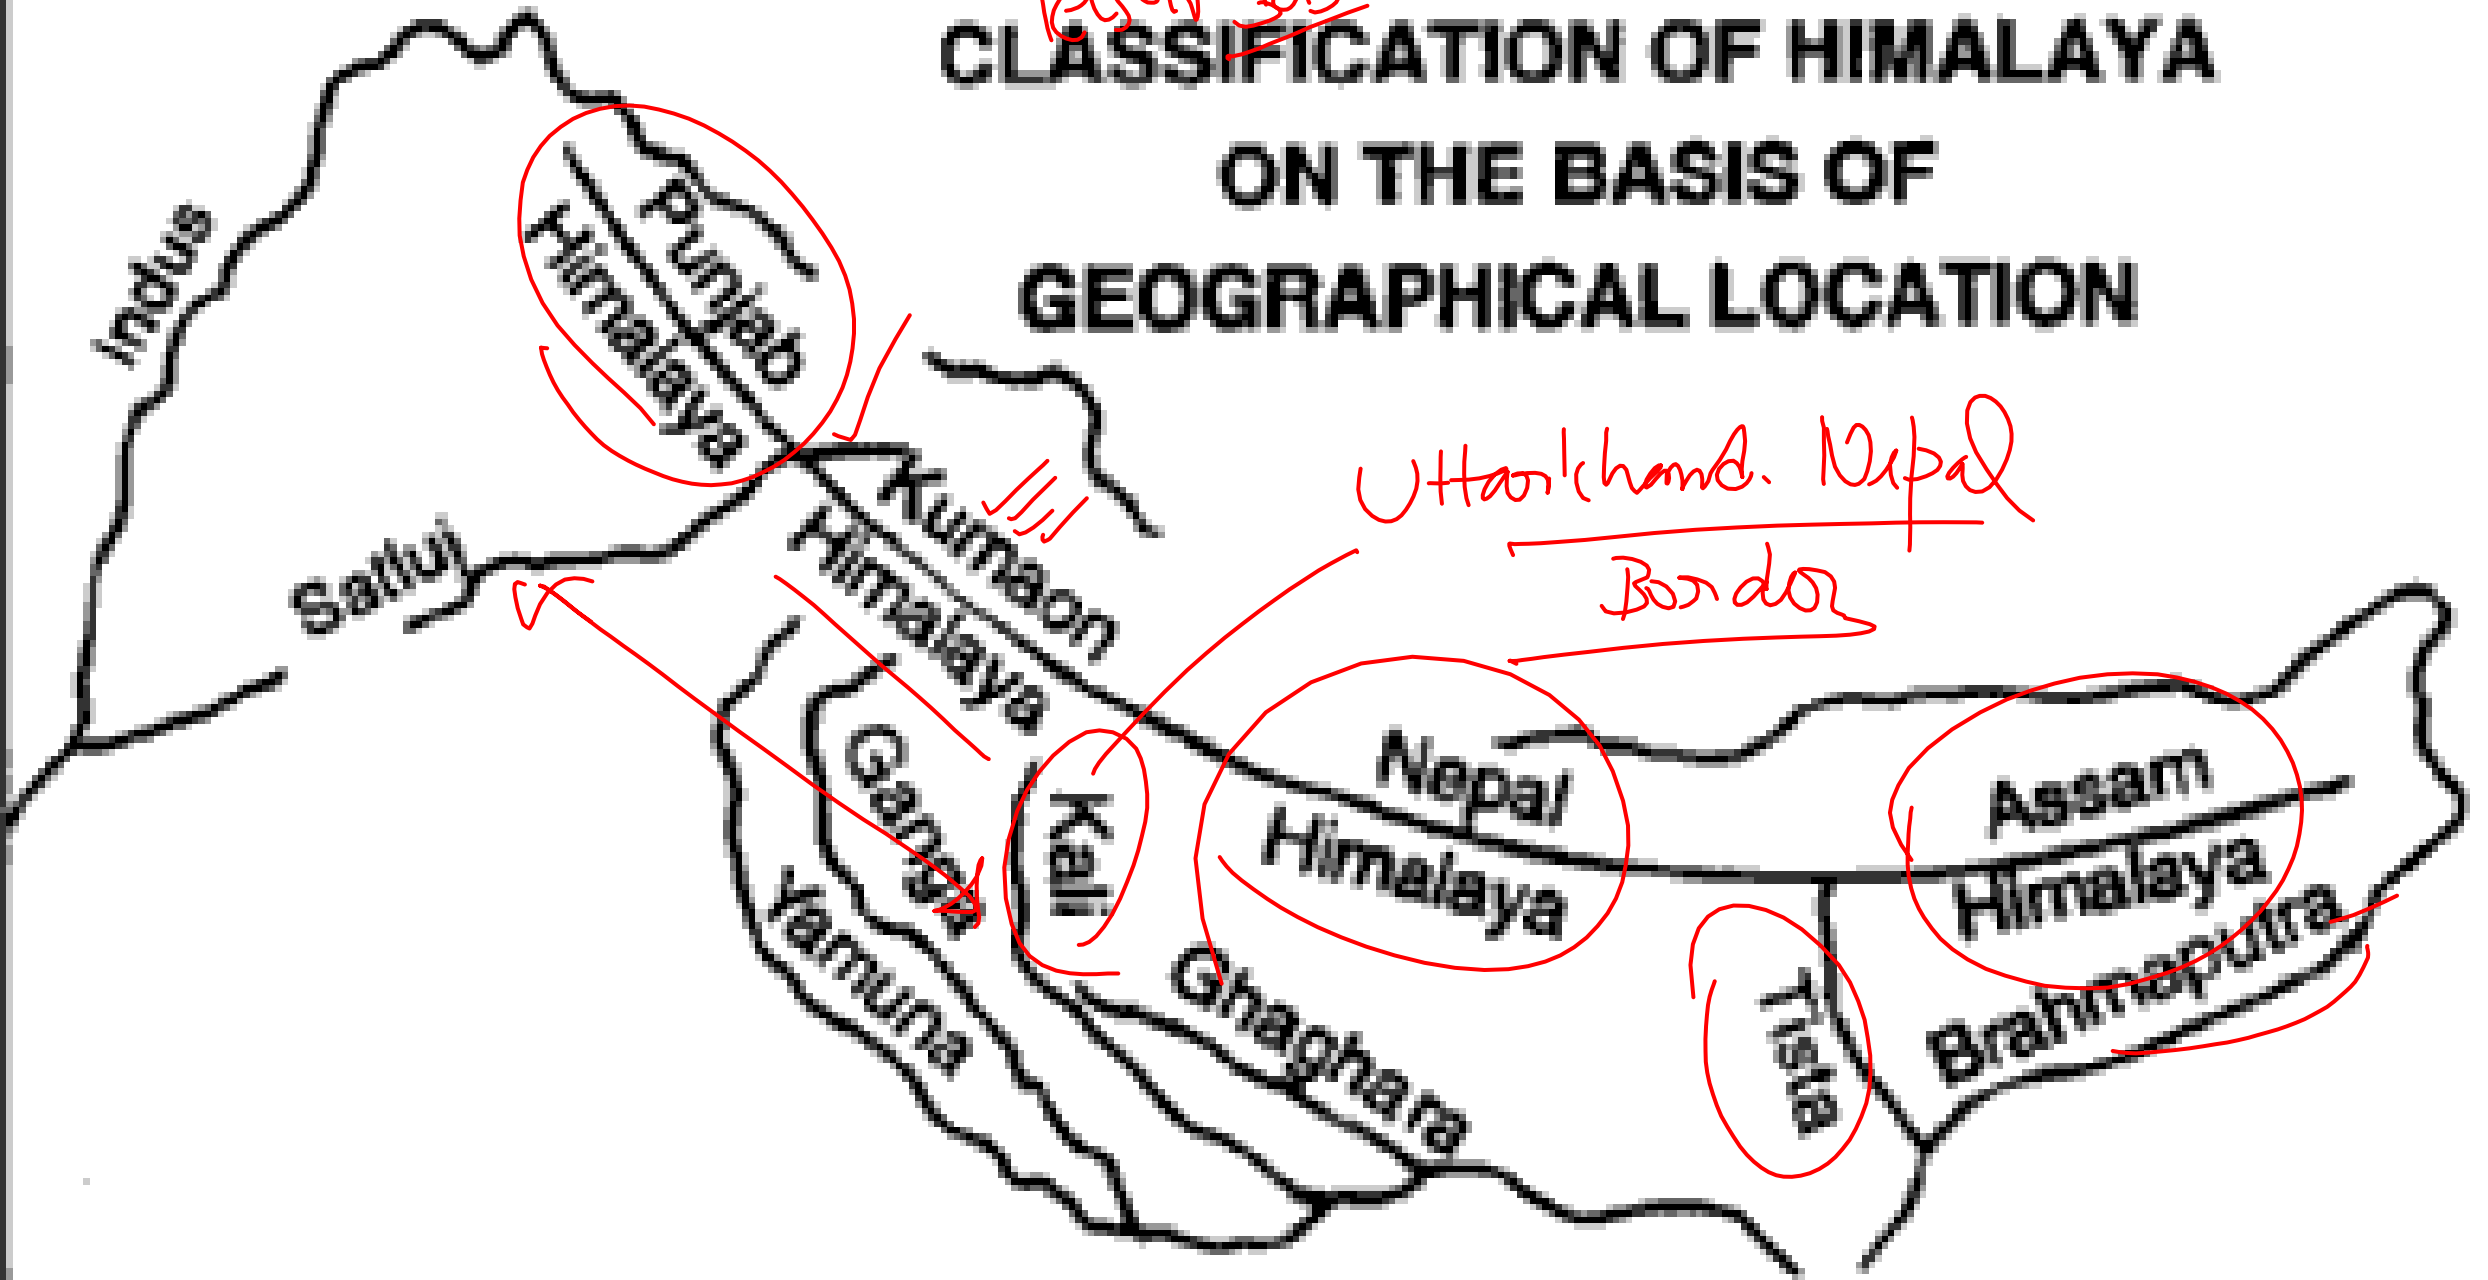 CLASSIFICATION OF HIMALAYA
ON THE BASIS OF
GEOGRAPHICAL LOCATION
Indus
Punjab
Himalaya
Satluj
Kumaon
Himalaya
Uttarkhand. Nepal
Border
Ganga
Yamuna
Kali
Nepal
Himalaya
Ghaghara
Tista
Assam
Himalaya
Brahmaputra